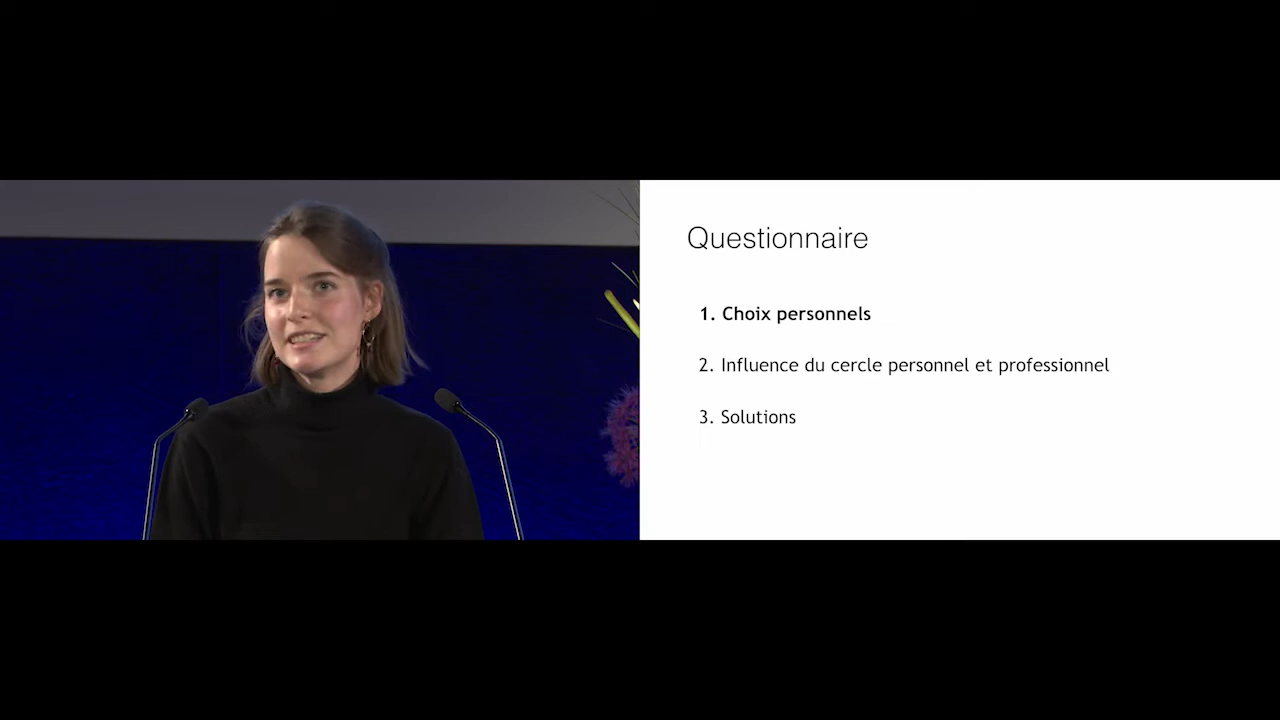 Questionnaire
1. Choix personnels
2. Influence du cercle personnel et professionnel
3. Solutions